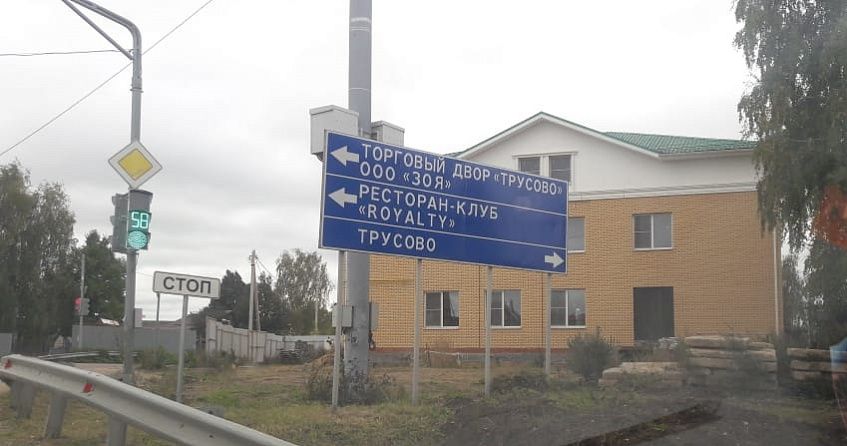 58
СТОП
ТОРГОВЫЙ ДВОР «ТРУСОВО»
ООО «ЗОЯ»
РЕСТОРАН-КЛУБ
«ROYALTY»
ТРУСОВО